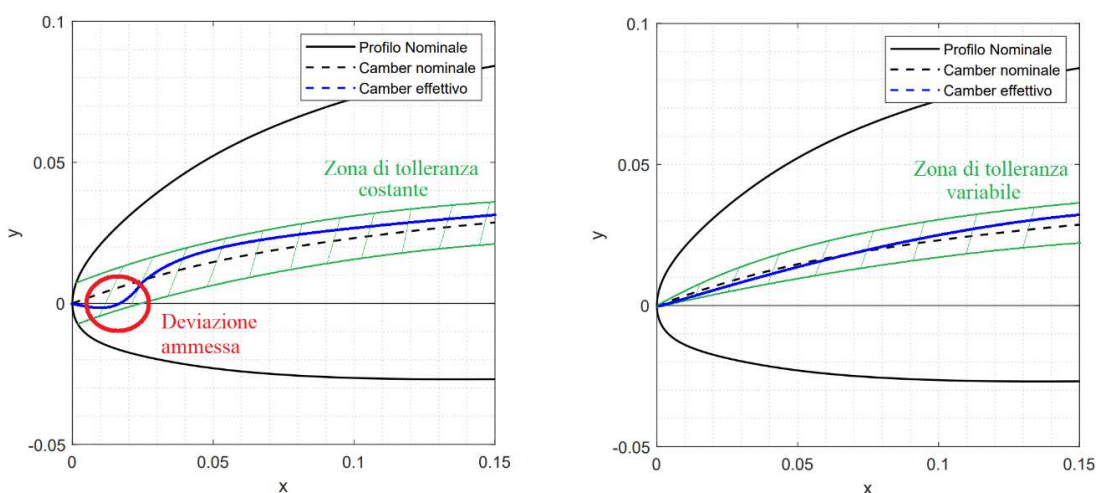 0.1
Profilo Nominale
Camber nominale
Camber effettivo
0.05
Zona di tolleranza
costante
y
0
Deviazione
ammessa
-0.05
0
0.05
0.1
0.15
x
0.1
Profilo Nominale
Camber nominale
Camber effettivo
0.05
Zona di tolleranza
variabile
y
0
-0.05
0
0.05
0.1
0.15
x